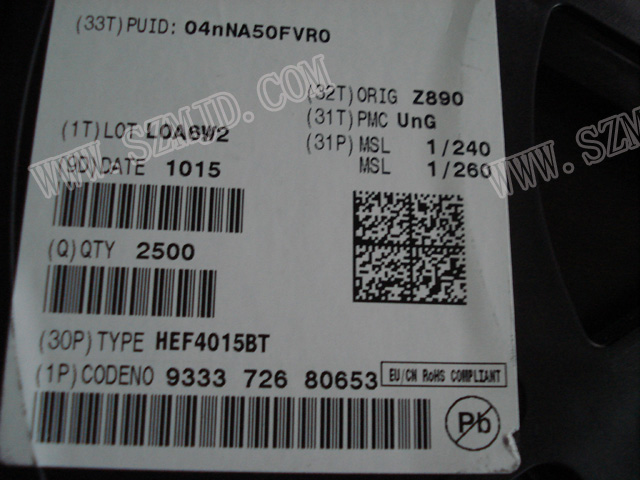 (33T)PUID: 04nNA50FVR0
(32T)ORIG Z890
(31T)PMC UnG
(1T)LOT L0A6W2
(31P)MSL 1/240
(9D)DATE 1015
MSL 1/260
(Q)QTY 2500
(30P)TYPE HEF4015BT
(1P)CODENO 9333 726 80653
EU/CN RoHS COMPLIANT
Pb
WWW.SZMJD.COM
WWW.SZM